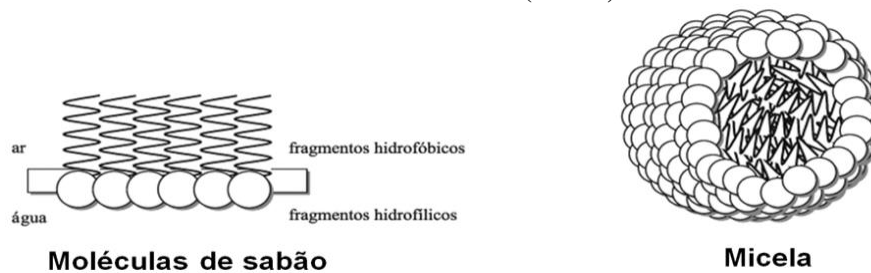 ar
fragmentos hidrofóbicos
água
fragmentos hidrofílicos
Moléculas de sabão
Micela